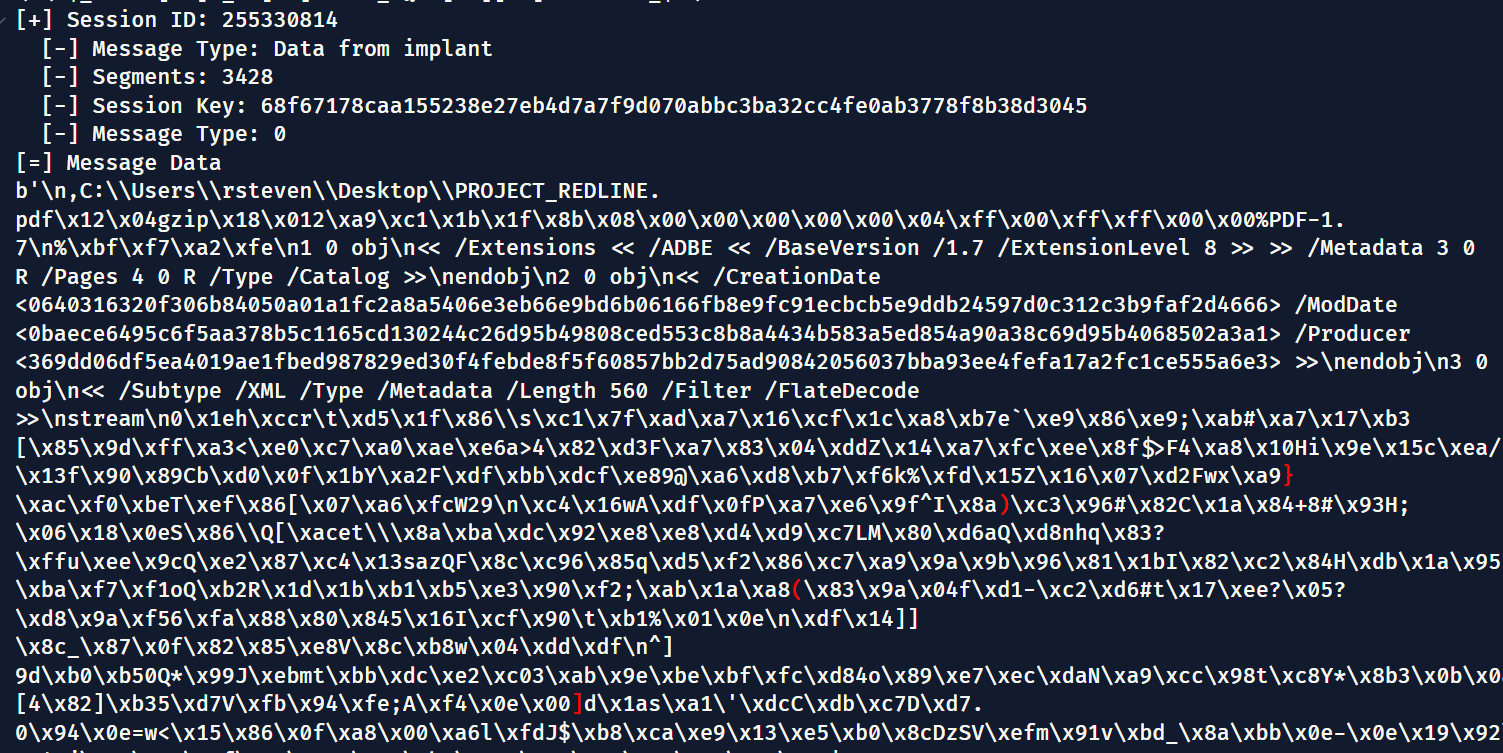 [+] Session ID: 255330814
[-] Message Type: Data from implant
[-] Segments: 3428
[-] Session Key: 68f67178caa155238e27eb4d7a7f9d070abbc3ba32cc4fe0ab3778f8b38d3045
[-] Message Type: 0
[=] Message Data
b'\n,C:\\Users\\rsteven\\Desktop\\PROJECT_REDLINE.
pdf\x12\x04gzip\x18\x012\xa9\xc1\x1b\x1f\x8b\x08\x00\x00\x00\x00\x00\x04\xff\x00\xff\xff\x00\x00%PDF-1.
7\n%\xbf\xf7\xa2\xfe\n1 0 obj\n<< /Extensions << /ADBE << /BaseVersion /1.7 /ExtensionLevel 8 >> >> /Metadata 3 0
R /Pages 4 0 R /Type /Catalog >>\nendobj\n2 0 obj\n<< /CreationDate
<0640316320f306b84050a01a1fc2a8a5406e3eb66e9bd6b06166fb8e9fc91ecbcb5e9ddb24597d0c312c3b9faf2d4666> /ModDate
<0baece6495c6f5aa378b5c1165cd130244c26d95b49808ced553c8b8a4434b583a5ed854a90a38c69d95b4068502a3a1> /Producer
<369dd06df5ea4019ae1fbed987829ed30f4febde8f5f60857bb2d75ad90842056037bba93ee4fefa17a2fc1ce555a6e3> >>\nendobj\n3 0
obj\n<< /Subtype /XML /Type /Metadata /Length 560 /Filter /FlateDecode
>>\nstream\n0\x1eh\xccr\t\xd5\x1f\x86\\s\xc1\x7f\xad\xa7\x16\xcf\x1c\xa8\xb7e`\xe9\x86\xe9;\xab#\xa7\x17\xb3
[\x85\x9d\xff\xa3<\xe0\xc7\xa0\xae\xe6a>4\x82\xd3F\xa7\x83\x04\xddZ\x14\xa7\xfc\xee\x8f$>F4\xa8\x10Hi\x9e\x15c\xea/
\x13f\x90\x89Cb\xd0\x0f\x1bY\xa2F\xdf\xbb\xdcf\xe89@\xa6\xd8\xb7\xf6k%\xfd\x15Z\x16\x07\xd2Fwx\xa9}
\xac\xf0\xbeT\xef\x86[\x07\xa6\xfcW29\n\xc4\x16wA\xdf\x0fP\xa7\xe6\x9f^I\x8a)\xc3\x96#\x82C\x1a\x84+8#\x93H;
\x06\x18\x0eS\x86\\Q[\xacet\\\x8a\xba\xdc\x92\xe8\xe8\xd4\xd9\xc7LM\x80\xd6aQ\xd8nhq\x83?
\xffu\xee\x9cQ\xe2\x87\xc4\x13sazQF\x8c\xc96\x85q\xd5\xf2\x86\xc7\xa9\x9a\x9b\x96\x81\x1bI\x82\xc2\x84H\xdb\x1a\x95
\xba\xf7\xf1oQ\xb2R\x1d\x1b\xb1\xb5\xe3\x90\xf2;\xab\x1a\xa8(\x83\x9a\x04f\xd1-\xc2\xd6#t\x17\xee?\x05?
\xd8\x9a\xf56\xfa\x88\x80\x845\x16I\xcf\x90\t\xb1%\x01\x0e\n\xdf\x14]]
\x8c_\x87\x0f\x82\x85\xe8V\x8c\xb8w\x04\xdd\xdf\n^]
9d\xb0\xb50Q*\x99J\xebmt\xbb\xdc\xe2\xc03\xab\x9e\xbe\xbf\xfc\xd84o\x89\xe7\xec\xdaN\xa9\xcc\x98t\xc8Y*\x8b3\x0b\x0
[4\x82]\xb35\xd7V\xfb\x94\xfe;A\xf4\x0e\x00]d\x1as\xa1\'\xdcC\xdb\xc7D\xd7.
0\x94\x0e=w<\x15\x86\x0f\xa8\x00\xa6l\xfdJ$\xb8\xca\xe9\x13\xe5\xb0\x8cDzSV\xefm\x91v\xbd_\x8a\xbb\x0e-\x0e\x19\x92